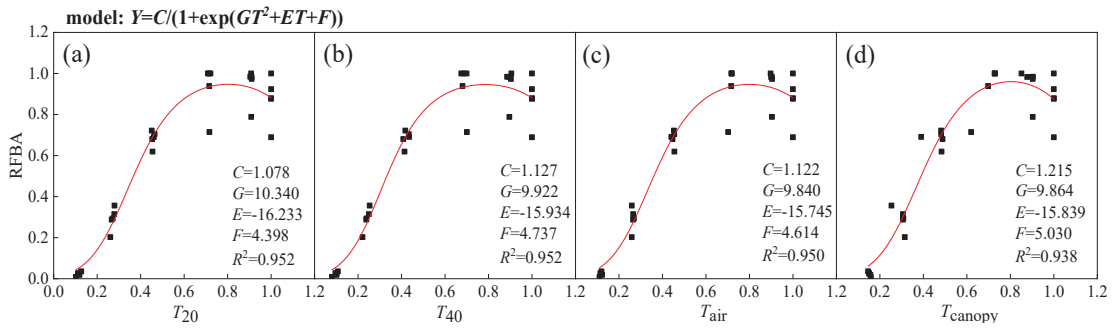 model: Y=C/(1+exp(GT²+ET+F))
1.2
1.0
0.8
0.6
0.4
0.2
0.0
RFBA
(a)
C=1.078
G=10.340
E=-16.233
F=4.398
R²=0.952
0.0 0.2 0.4 0.6 0.8 1.0 1.2
T20
(b)
C=1.127
G=9.922
E=-15.934
F=4.737
R²=0.952
0.2 0.4 0.6 0.8 1.0 1.2
T40
(c)
C=1.122
G=9.840
E=-15.745
F=4.614
R²=0.950
0.2 0.4 0.6 0.8 1.0 1.2
Tair
(d)
C=1.215
G=9.864
E=-15.839
F=5.030
R²=0.938
0.2 0.4 0.6 0.8 1.0 1.2
Tcanopy